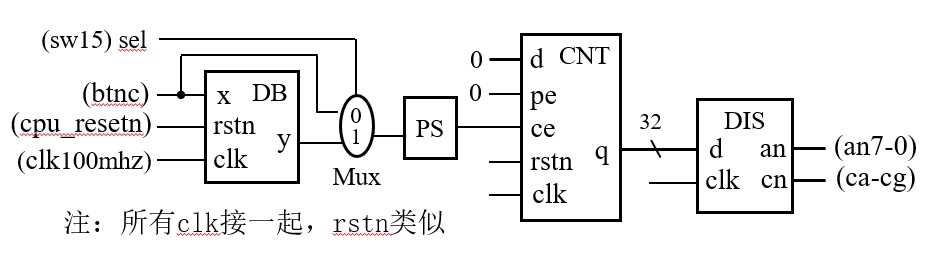 (sw15) sel
(btnc)
(cpu_resetn)
(clk100mhz)
x DB
rstn
y
clk
0
1
Mux
PS
0
0
d CNT
pe
ce
rstn
q
clk
32
DIS
d an
clk cn
(an7-0)
(ca-cg)
注：所有clk接一起，rstn类似